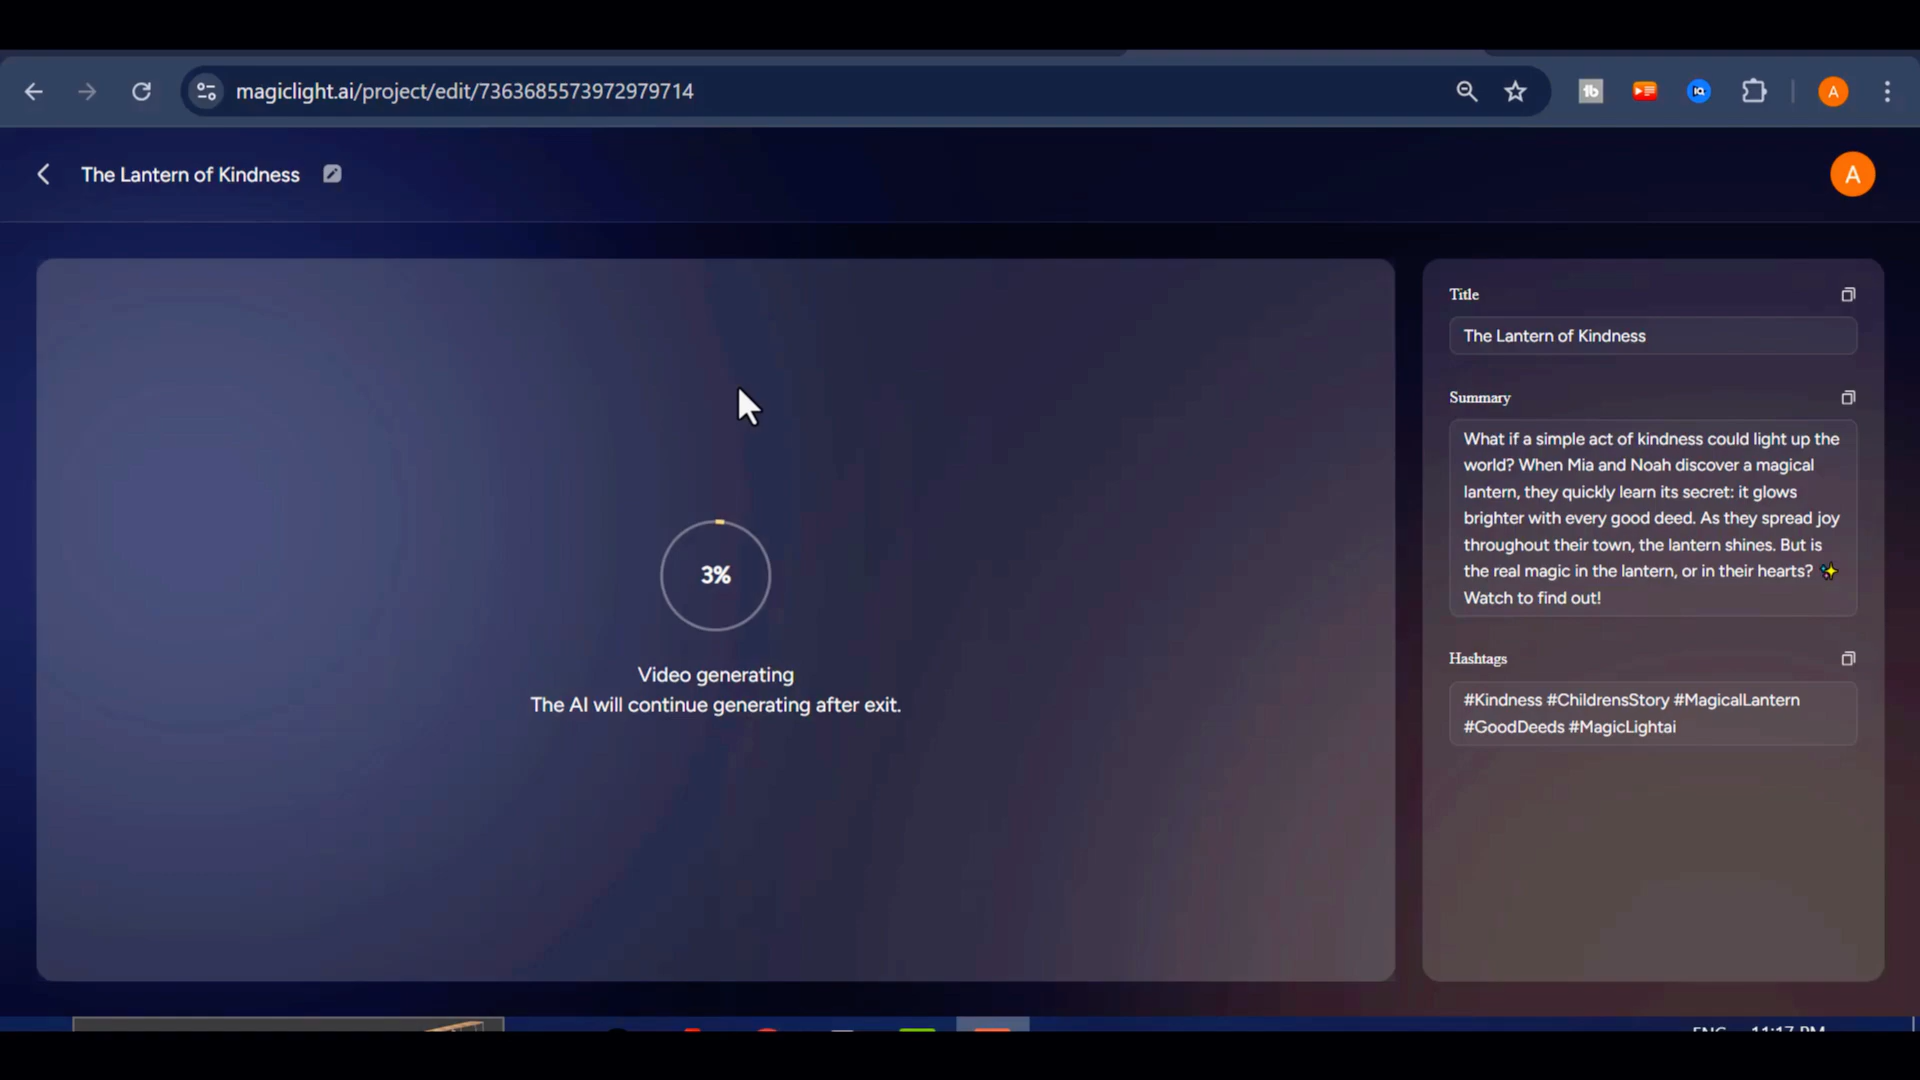 magiclight.ai/project/edit/7363685573972979714
A
The Lantern of Kindness
A
3%
Video generating
The AI will continue generating after exit.
Title
The Lantern of Kindness
Summary
What if a simple act of kindness could light up the
world? When Mia and Noah discover a magical
lantern, they quickly learn its secret: it glows
brighter with every good deed. As they spread joy
throughout their town, the lantern shines. But is
the real magic in the lantern, or in their hearts? ✨
Watch to find out!
Hashtags
#Kindness #ChildrensStory #MagicalLantern
#GoodDeeds #MagicLightai
ENG 11:17 PM